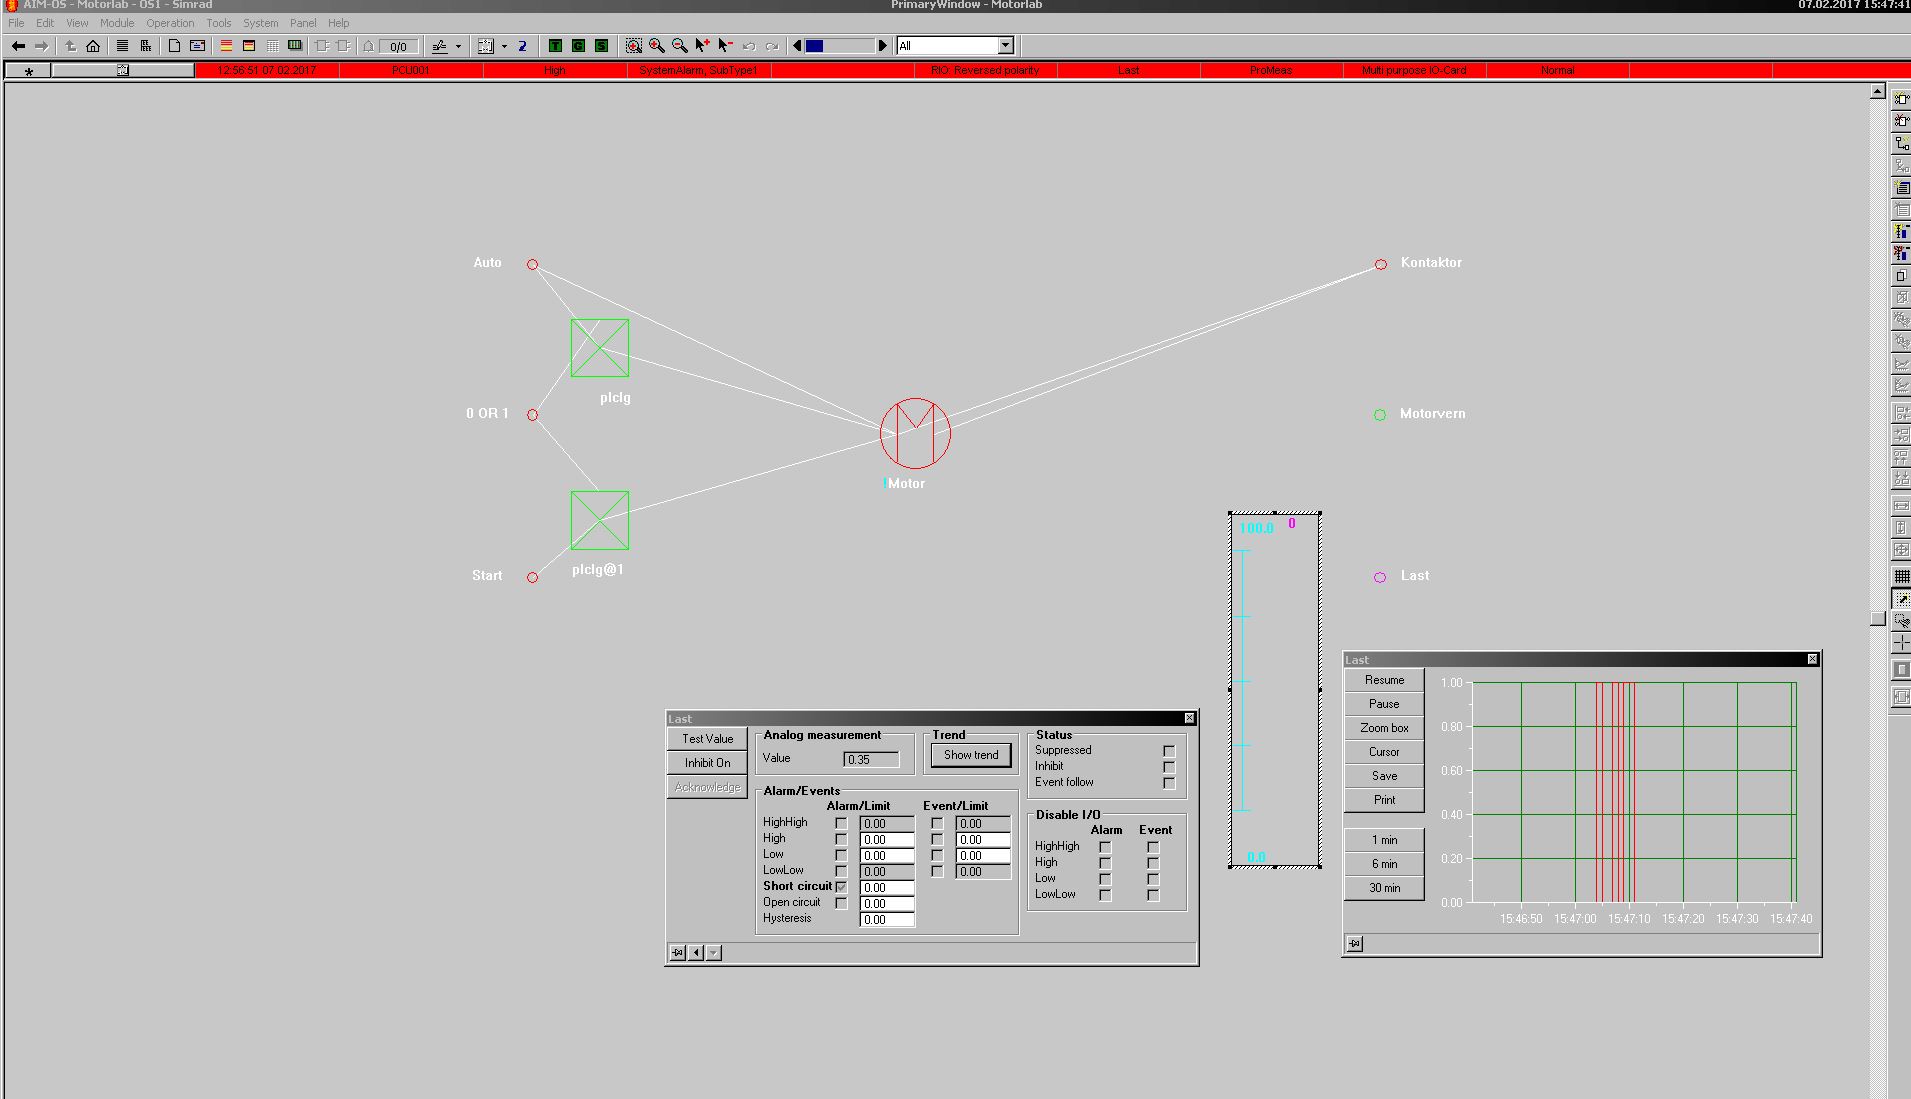 AIM-OS - Motorlab - OS1 - Simrad
PrimaryWindow - Motorlab
07.02.2017 15:47:41
File Edit View Module Operation Tools System Panel Help
0/0
2
T G S
All
* 12:56:51 07.02.2017 PCU001 High SystemAlarm, SubType1 RIO: Reversed polarity Last ProMeas Multi purpose IO-Card Normal
Auto
Kontaktor
plclg
0 OR 1
Motorvern
!Motor
100.0 0
Start
plclg@1
Last
0.0
Last
Test Value
Inhibit On
Acknowledge
Analog measurement
Value 0.35
Trend
Show trend
Status
Suppressed
Inhibit
Event follow
Alarm/Events
Alarm/Limit Event/Limit
HighHigh 0.00 0.00
High 0.00 0.00
Low 0.00 0.00
LowLow 0.00 0.00
Short circuit 0.00
Open circuit 0.00
Hysteresis 0.00
Disable I/O
Alarm Event
HighHigh
High
Low
LowLow
Last
Resume
Pause
Zoom box
Cursor
Save
Print
1 min
6 min
30 min
1.00
0.80
0.60
0.40
0.20
0.00
15:46:50 15:47:00 15:47:10 15:47:20 15:47:30 15:47:40